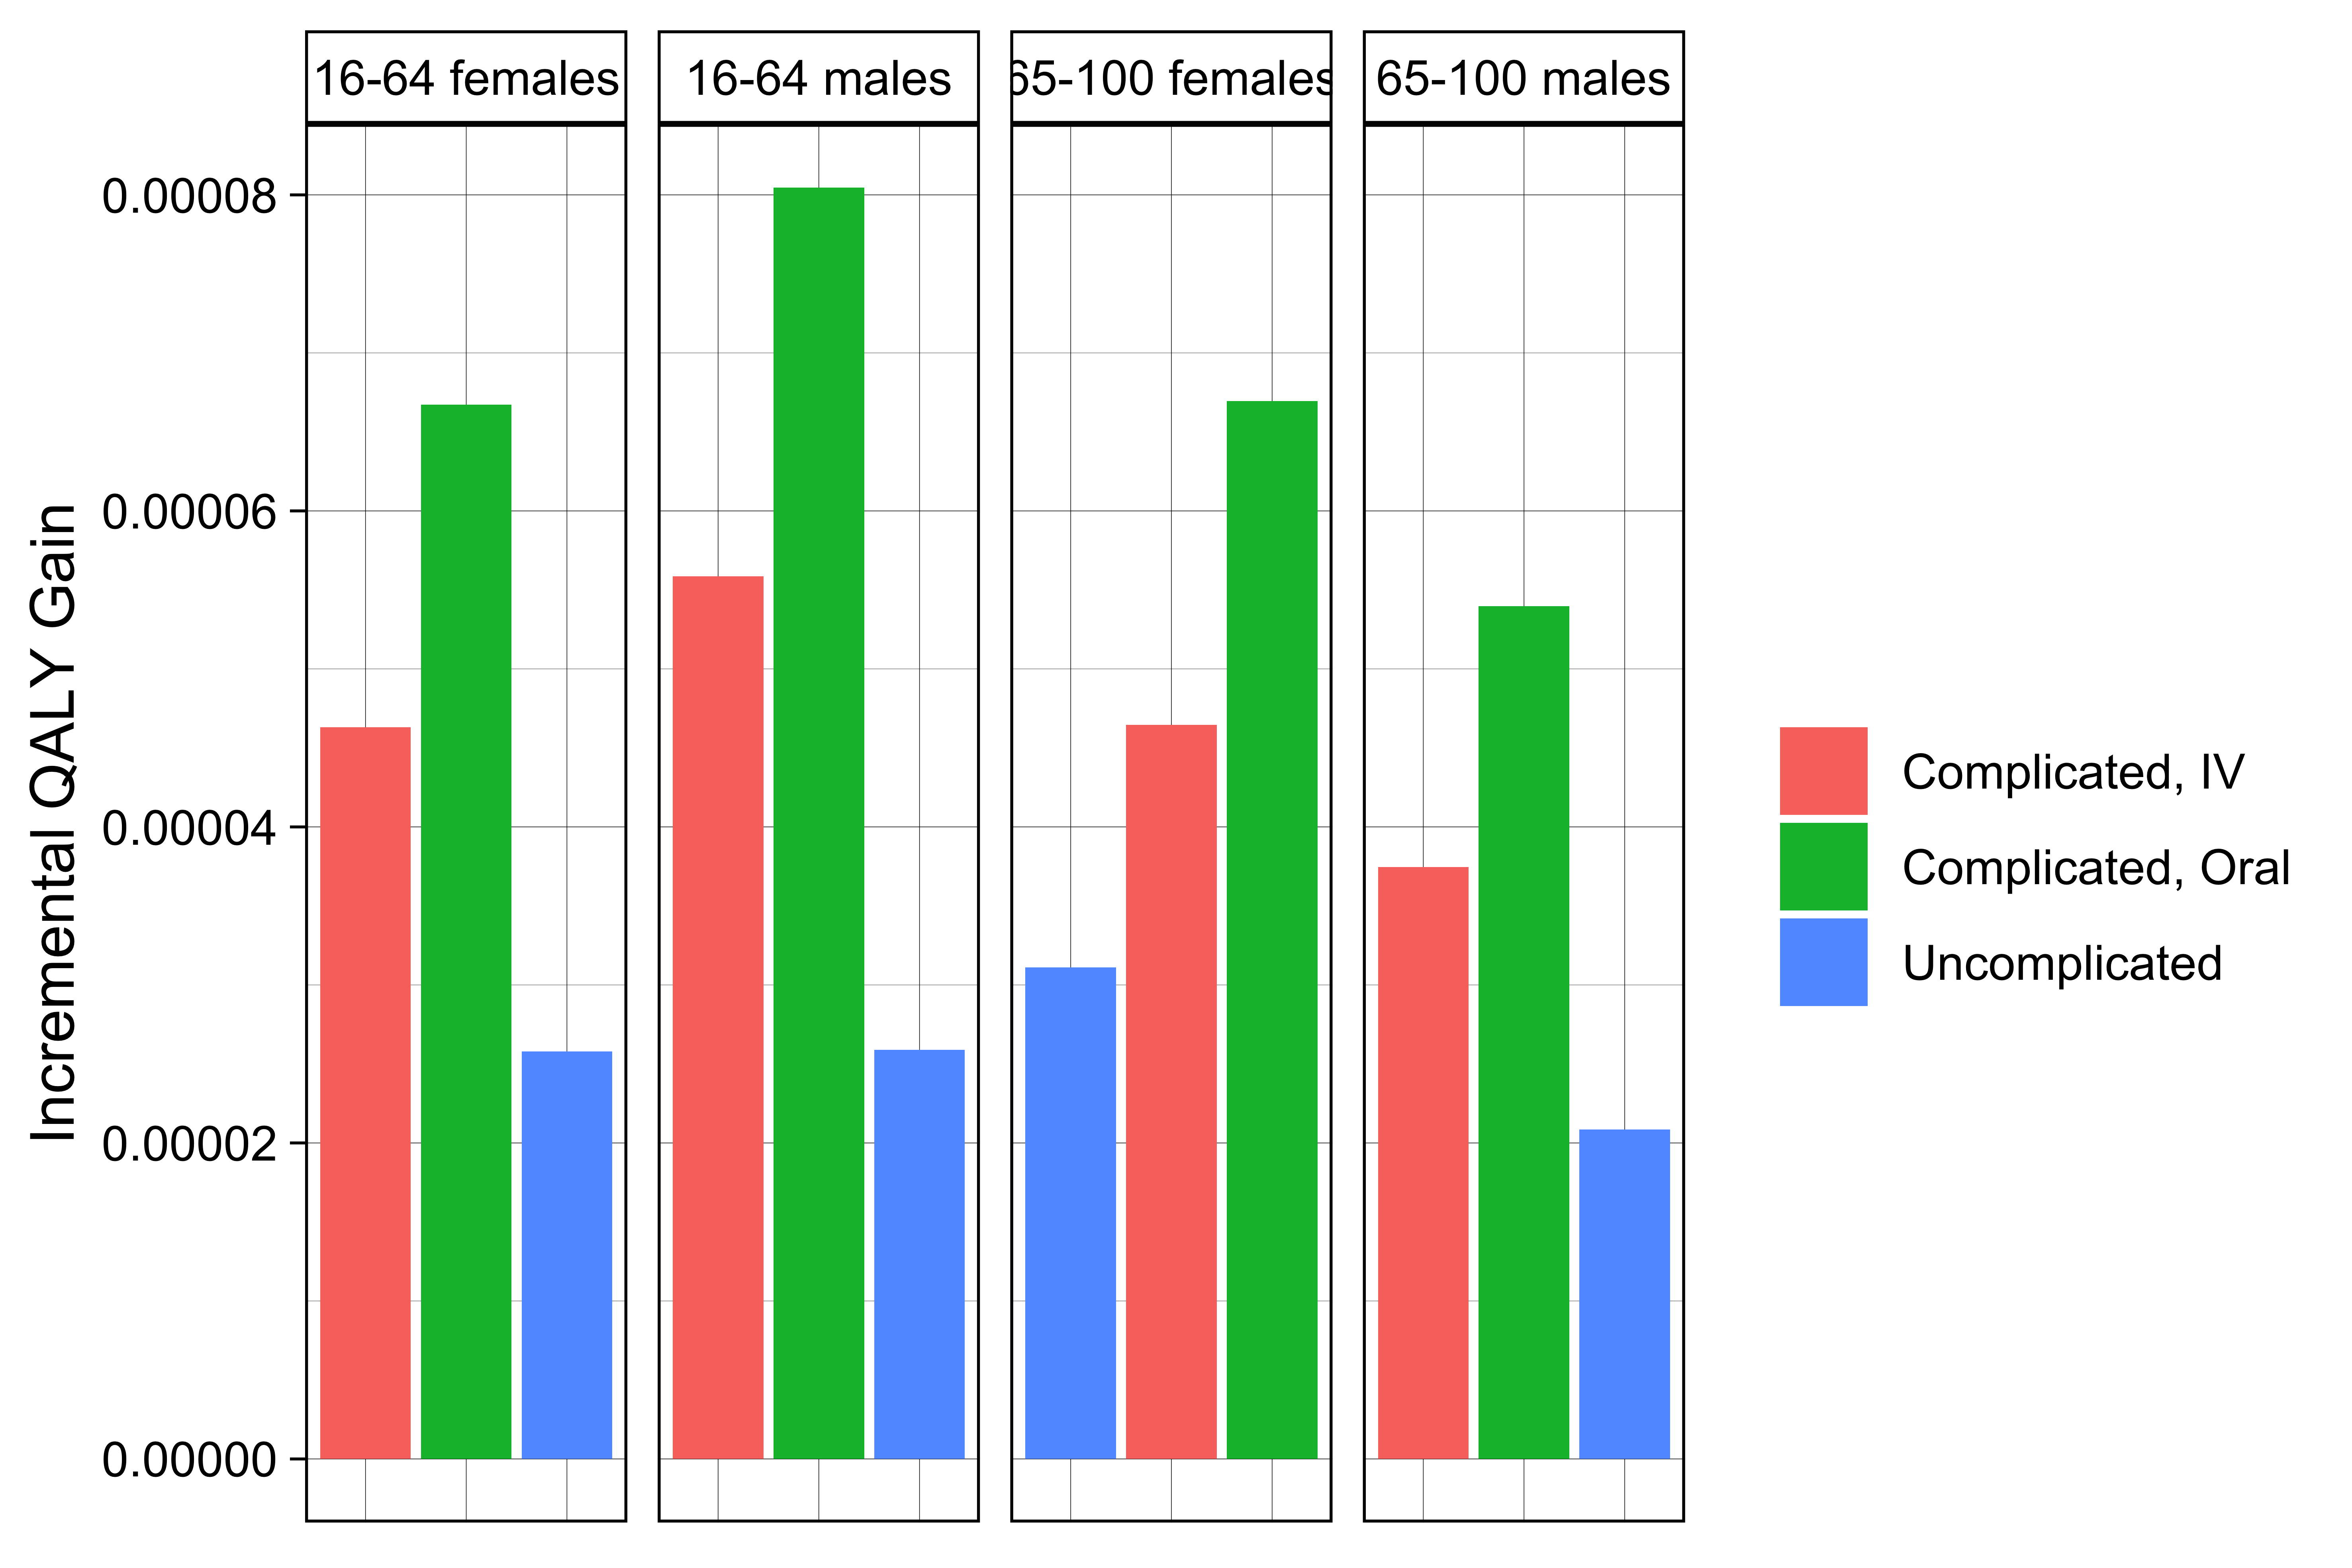 16-64 females
16-64 males
65-100 females
65-100 males
Incremental QALY Gain
0.00008
0.00006
0.00004
0.00002
0.00000
Complicated, IV
Complicated, Oral
Uncomplicated